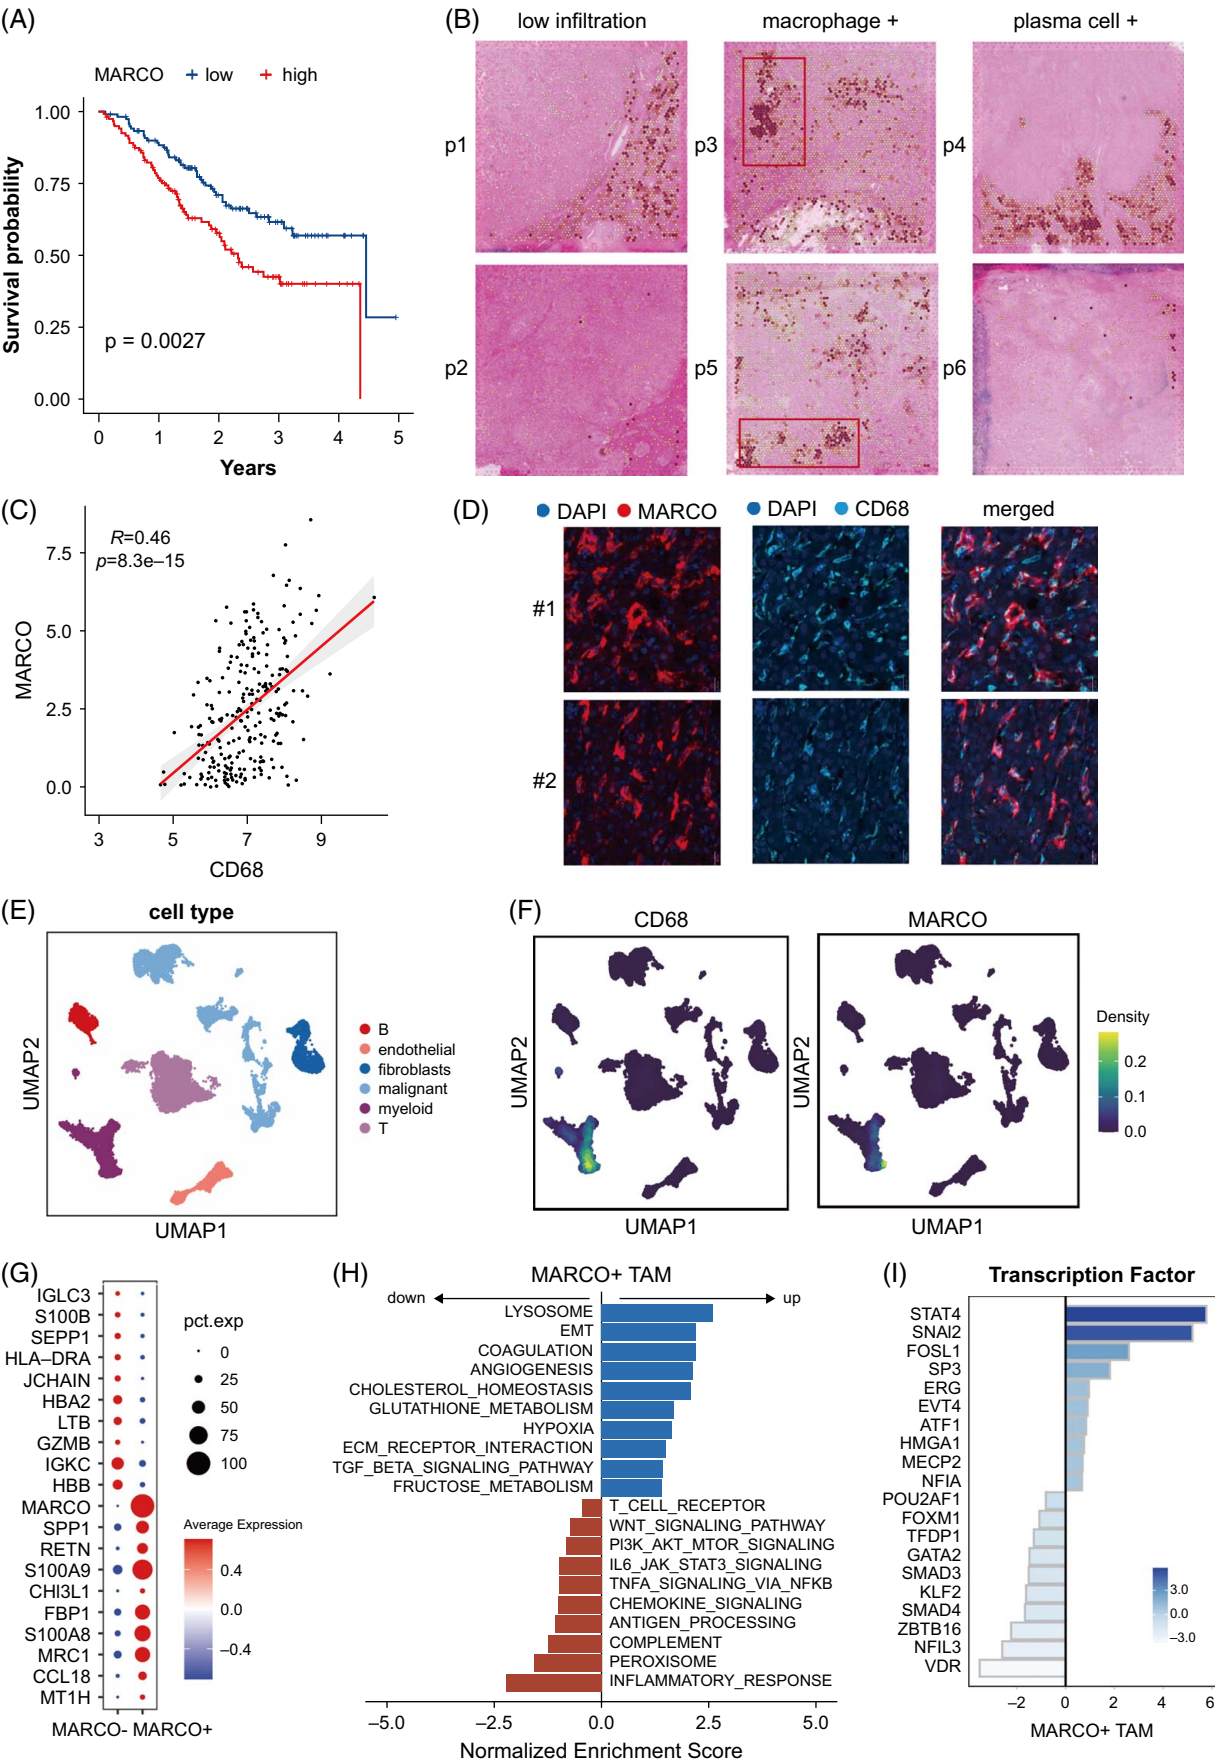 (A)
MARCO low high
Survival probability
1.00
0.75
0.50
0.25
0.00
p = 0.0027
0 1 2 3 4 5
Years
(B)
low infiltration macrophage + plasma cell +
p1 p3 p4
p2 p5 p6
(C)
R=0.46
p=8.3e–15
MARCO
7.5
5.0
2.5
0.0
3 5 7 9
CD68
(D)
DAPI MARCO DAPI CD68 merged
#1
#2
(E)
cell type
UMAP2
UMAP1
B
endothelial
fibroblasts
malignant
myeloid
T
(F)
CD68 MARCO
UMAP2 UMAP2
UMAP1 UMAP1
Density
0.2
0.1
0.0
(G)
IGLC3
S100B
SEPP1
HLA–DRA
JCHAIN
HBA2
LTB
GZMB
IGKC
HBB
MARCO
SPP1
RETN
S100A9
CHI3L1
FBP1
S100A8
MRC1
CCL18
MT1H
MARCO- MARCO+
pct.exp
0
25
50
75
100
Average Expression
0.4
0.0
–0.4
(H)
MARCO+ TAM
down up
LYSOSOME
EMT
COAGULATION
ANGIOGENESIS
CHOLESTEROL_HOMEOSTASIS
GLUTATHIONE_METABOLISM
HYPOXIA
ECM_RECEPTOR_INTERACTION
TGF_BETA_SIGNALING_PATHWAY
FRUCTOSE_METABOLISM
T_CELL_RECEPTOR
WNT_SIGNALING_PATHWAY
PI3K_AKT_MTOR_SIGNALING
IL6_JAK_STAT3_SIGNALING
TNFA_SIGNALING_VIA_NFKB
CHEMOKINE_SIGNALING
ANTIGEN_PROCESSING
COMPLEMENT
PEROXISOME
INFLAMMATORY_RESPONSE
–5.0 –2.5 0.0 2.5 5.0
Normalized Enrichment Score
(I)
Transcription Factor
STAT4
SNAI2
FOSL1
SP3
ERG
EVT4
ATF1
HMGA1
MECP2
NFIA
POU2AF1
FOXM1
TFDP1
GATA2
SMAD3
KLF2
SMAD4
ZBTB16
NFIL3
VDR
3.0
0.0
–3.0
–2 0 2 4 6
MARCO+ TAM